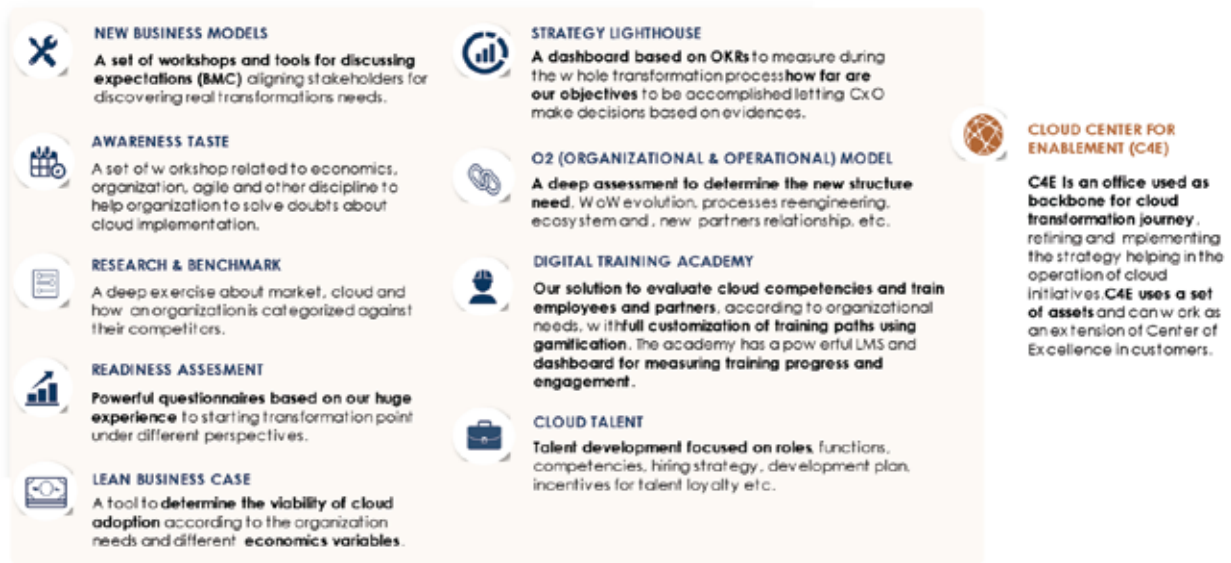 NEW BUSINESS MODELS
A set of workshops and tools for discussing
expectations (BMC) aligning stakeholders for
discovering real transformations needs.
AWARENESS TASTE
A set of workshop related to economics,
organization, agile and other discipline to
help organization to solve doubts about
cloud implementation.
RESEARCH & BENCHMARK
A deep exercise about market, cloud and
how an organization is categorized against
their competitors.
READINESS ASSESMENT
Powerful questionnaires based on our huge
experience to starting transformation point
under different perspectives.
LEAN BUSINESS CASE
A tool to determine the viability of cloud
adoption according to the organization
needs and different economics variables.
STRATEGY LIGHTHOUSE
A dashboard based on OKRs to measure during
the whole transformation process how far are
our objectives to be accomplished letting CxO
make decisions based on evidences.
O2 (ORGANIZATIONAL & OPERATIONAL) MODEL
A deep assessment to determine the new structure
need. WoW evolution, processes re-engineering,
ecosystem and, new partners relationship, etc.
DIGITAL TRAINING ACADEMY
Our solution to evaluate cloud competencies and train
employees and partners, according to organizational
needs, with full customization of training paths using
gamification. The academy has a powerful LMS and
dashboard for measuring training progress and
engagement.
CLOUD TALENT
Talent development focused on roles, functions,
competencies, hiring strategy, development plan,
incentives for talent loyalty etc.
CLOUD CENTER FOR
ENABLEMENT (C4E)
C4E Is an office used as
backbone for cloud
transformation journey,
refining and mplementing
the strategy helping in the
operation of cloud
initiatives. C4E uses a set
of assets and can work as
an extension of Center of
Excellence in customers.